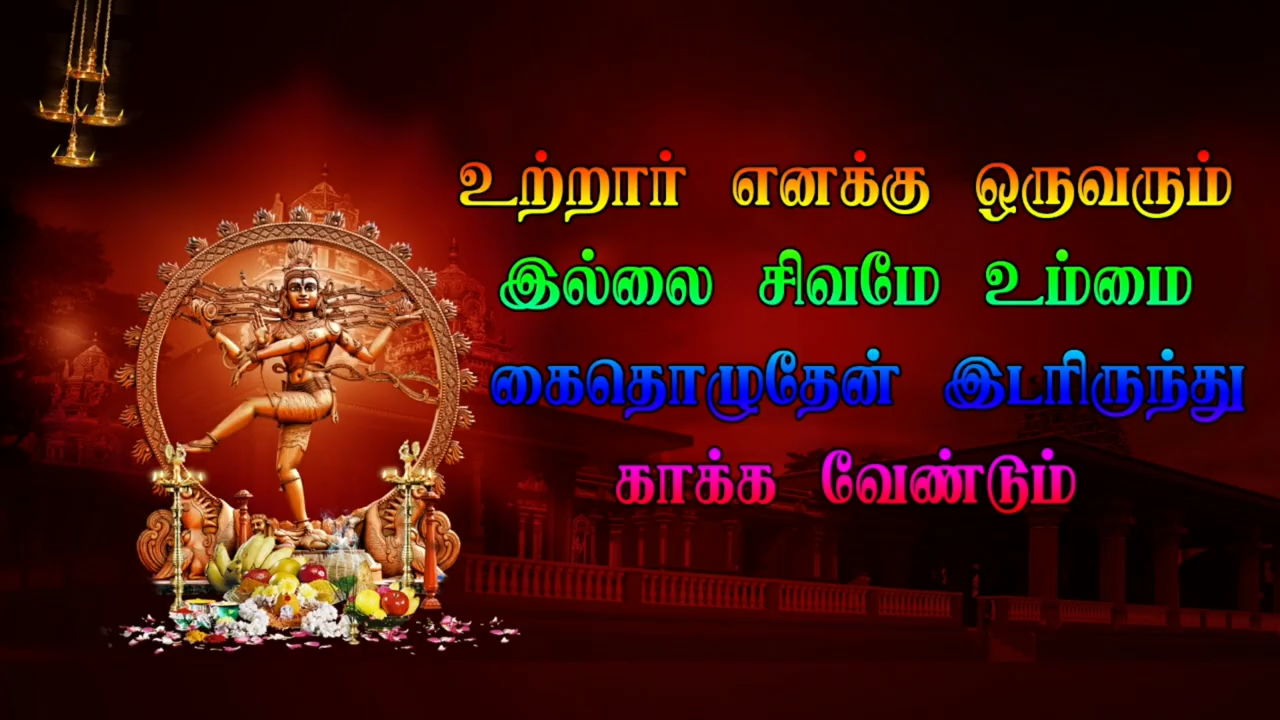 உற்றார் எனக்கு ஒருவரும்
இல்லை சிவமே உம்மை
கைதொழுதேன் இடரிருந்து
காக்க வேண்டும்